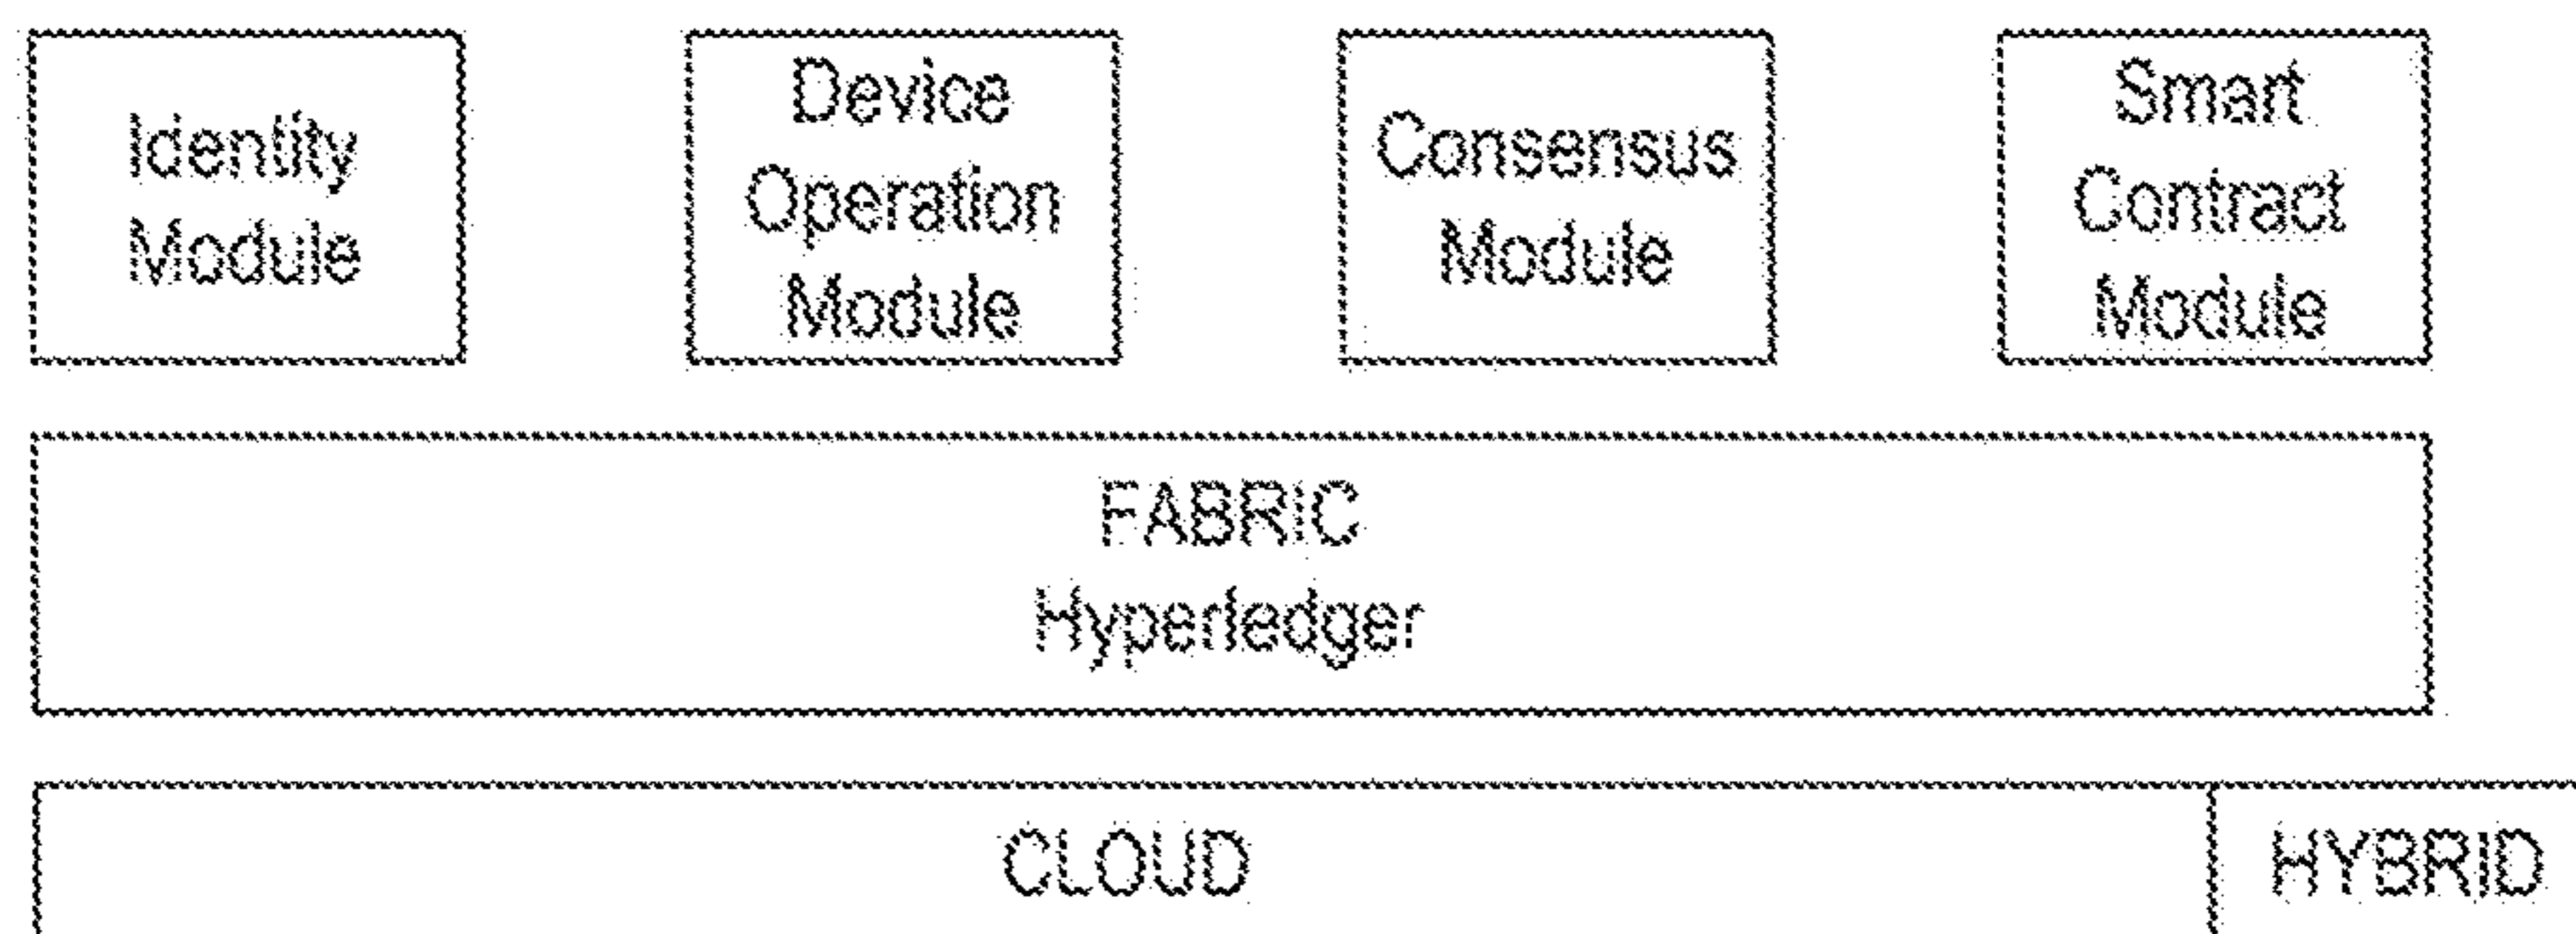 Identity
Module
Device
Operation
Module
Consensus
Module
Smart
Contract
Module
FABRIC
Hyperledger
CLOUD
HYBRID